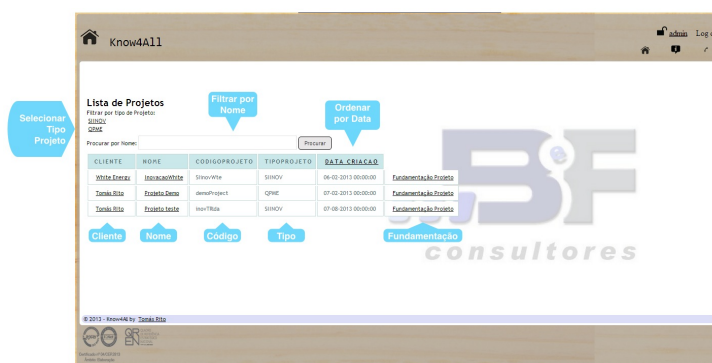 Know4All
admin Log
Lista de Projetos
Filtrar por tipo de Projeto:
SIINOV
QPME
Selecionar
Tipo
Projeto
Filtrar por
Nome
Ordenar
por Data
Procurar por Nome:
Procurar
CLIENTE NOME CODIGOPROJETO TIPOPROJETO DATA CRIACAO
White Energy InovacaoWhite SIInovWte SIINOV 06-02-2013 00:00:00 Fundamentação Projeto
Tomás Rito Projeto Demo demoProject QPME 07-02-2013 00:00:00 Fundamentação Projeto
Tomás Rito Projeto teste SIINOV 07-08-2013 00:00:00 Fundamentação Projeto
Cliente Nome Código Tipo Fundamentação
consultores
© 2013 - Know4All by Tomás Rito
QR
EN